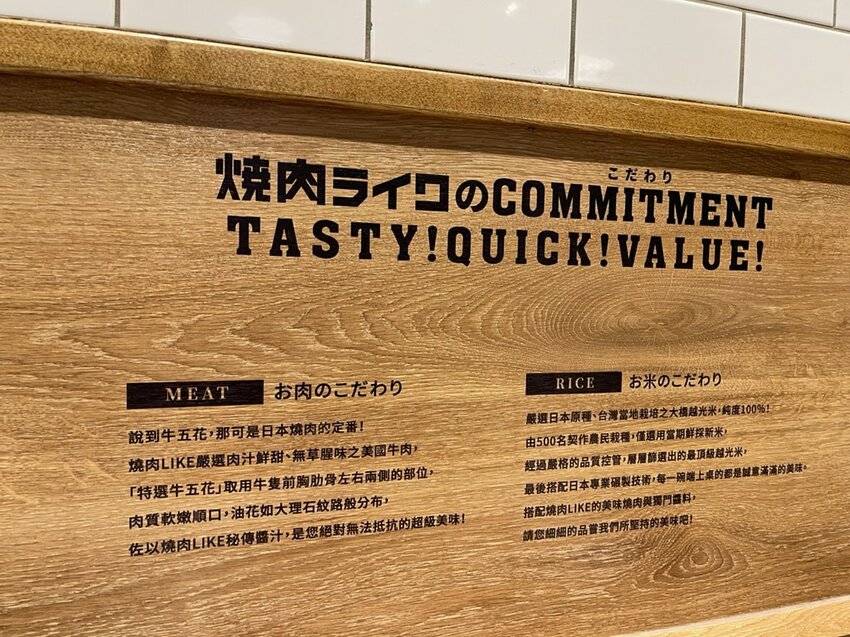 こだわり
焼肉ライクのCOMMITMENT
TASTY!QUICK!VALUE!
MEAT お肉のこだわり
說到牛五花，那可是日本燒肉的定番！
燒肉LIKE嚴選肉汁鮮甜、無草腥味之美國牛肉，
「特選牛五花」取用牛隻前胸肋骨左右兩側的部位，
肉質軟嫩順口，油花如大理石紋路般分布，
佐以燒肉LIKE秘傳醬汁，是您絕對無法抵抗的超級美味！
RICE お米のこだわり
嚴選日本原種、台灣當地栽培之大橋越光米，純度100%！
由500名契作農民栽種，僅選用當期鮮採新米，
經過嚴格的品質控管，層層篩選出的最頂級越光米，
最後搭配日本專業碾製技術，每一碗端上桌的都是誠意滿滿的美味。
搭配燒肉LIKE的美味燒肉與獨門醬料，
請您細細的品嘗我們所堅持的美味吧！